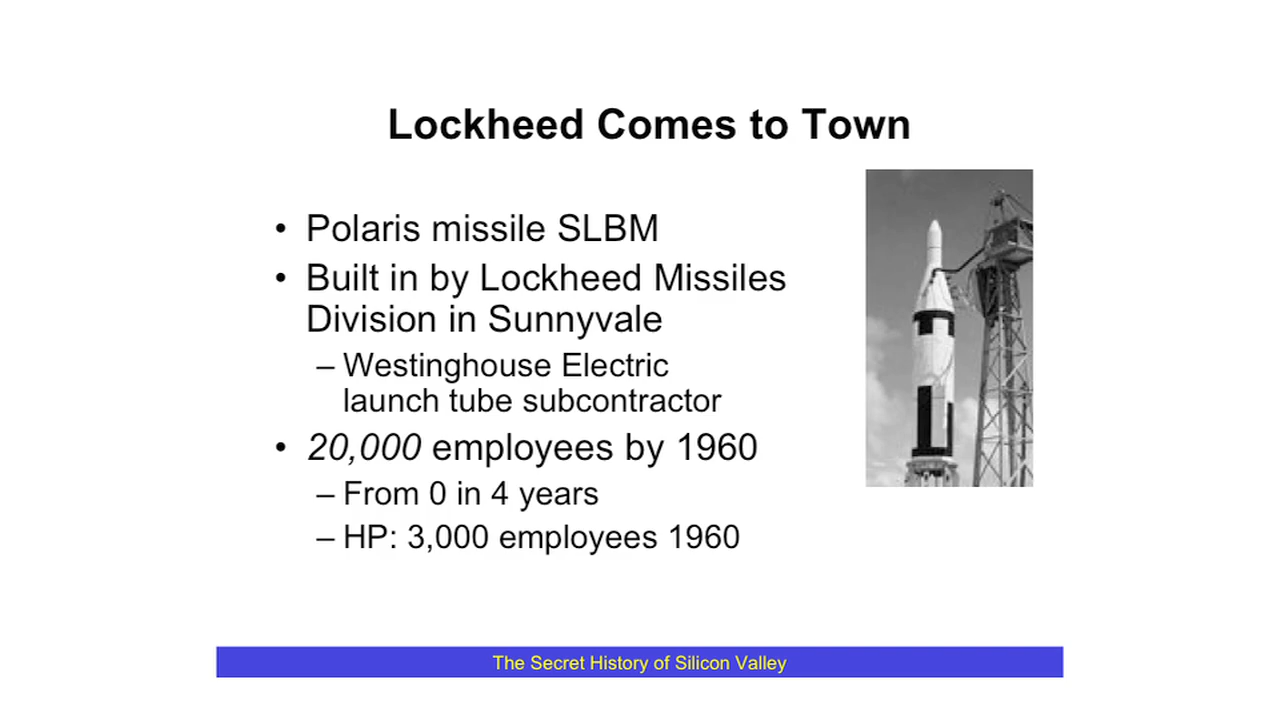 Lockheed Comes to Town
• Polaris missile SLBM
• Built in by Lockheed Missiles
Division in Sunnyvale
– Westinghouse Electric
launch tube subcontractor
• 20,000 employees by 1960
– From 0 in 4 years
– HP: 3,000 employees 1960
The Secret History of Silicon Valley